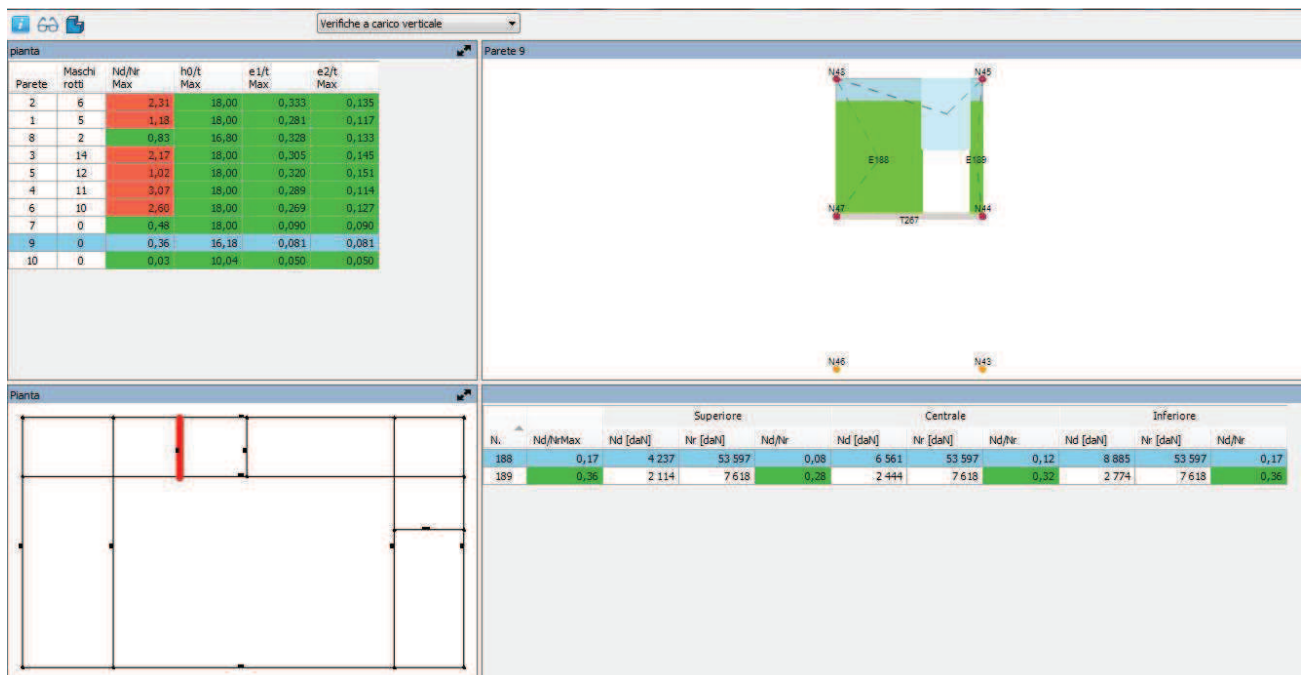 Verifiche a carico verticale
pianta
Parete Maschi rotti Nd/Nr Max h0/t Max e1/t Max e2/t Max
2 6 2,31 18,00 0,333 0,135
1 5 1,18 18,00 0,281 0,117
8 2 0,83 16,80 0,328 0,133
3 14 2,17 18,00 0,305 0,145
5 12 1,02 18,00 0,320 0,151
4 11 3,07 18,00 0,289 0,114
6 10 2,60 18,00 0,269 0,127
7 0 0,48 18,00 0,090 0,090
9 0 0,36 16,18 0,081 0,081
10 0 0,03 10,04 0,050 0,050
Parete 9
N48 N45
E188 E189
N47 N44
T267
N46 N43
Pianta
Superiore Centrale Inferiore
N. Nd/NrMax Nd [daN] Nr [daN] Nd/Nr Nd [daN] Nr [daN] Nd/Nr Nd [daN] Nr [daN] Nd/Nr
188 0,17 4 237 53 597 0,08 6 561 53 597 0,12 8 885 53 597 0,17
189 0,36 2 114 7 618 0,28 2 444 7 618 0,32 2 774 7 618 0,36